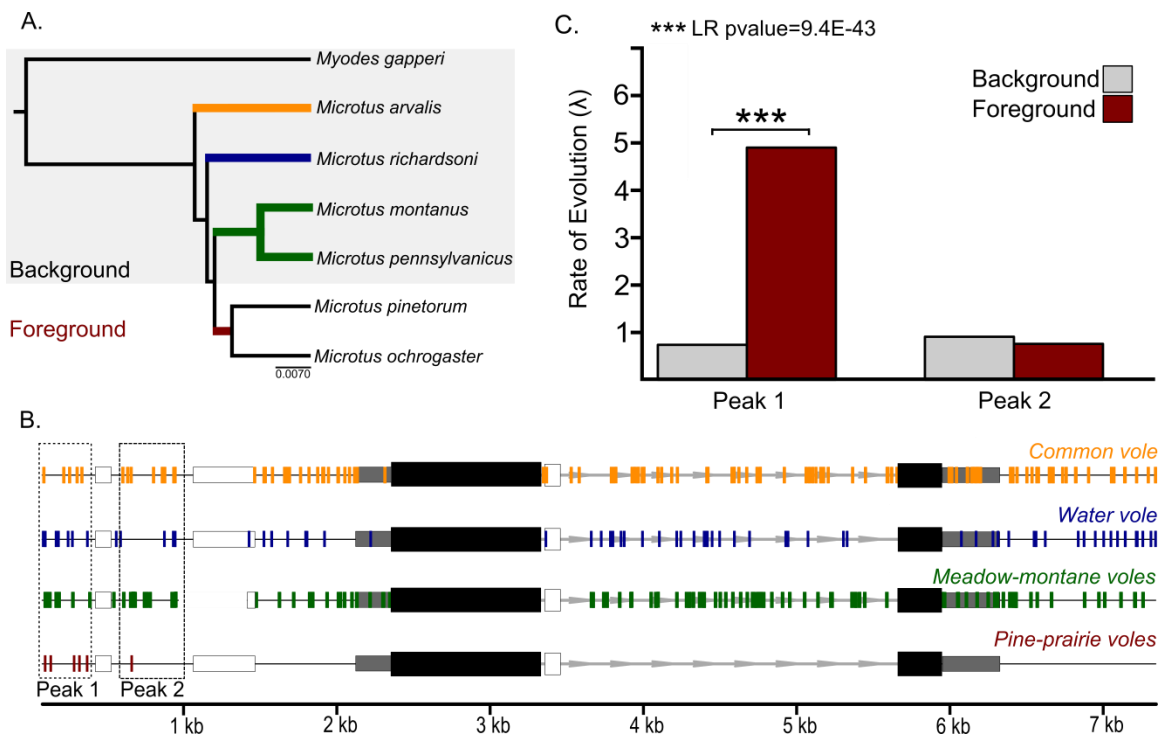 A.
Myodes gapperi
Microtus arvalis
Microtus richardsoni
Microtus montanus
Microtus pennsylvanicus
Background
Microtus pinetorum
Foreground
Microtus ochrogaster
0.0070
C.
*** LR pvalue=9.4E-43
Background
Foreground
***
Rate of Evolution (λ)
6
5
4
3
2
1
Peak 1
Peak 2
B.
Common vole
Water vole
Meadow-montane voles
Pine-prairie voles
Peak 1
Peak 2
1 kb
2 kb
3 kb
4 kb
5 kb
6 kb
7 kb